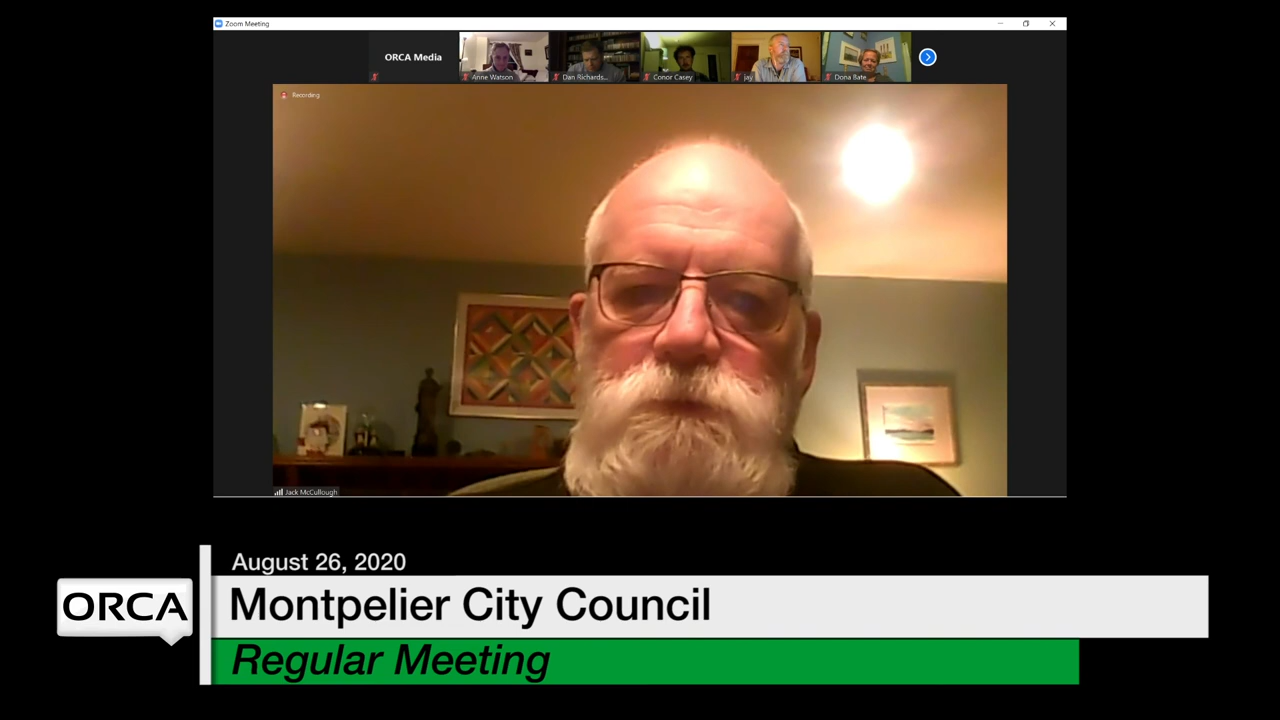 Zoom Meeting
ORCA Media
Anne Watson
Dan Richards...
Conor Casey
jay
Dona Bate
Recording
Jack McCullough
August 26, 2020
ORCA
Montpelier City Council
Regular Meeting